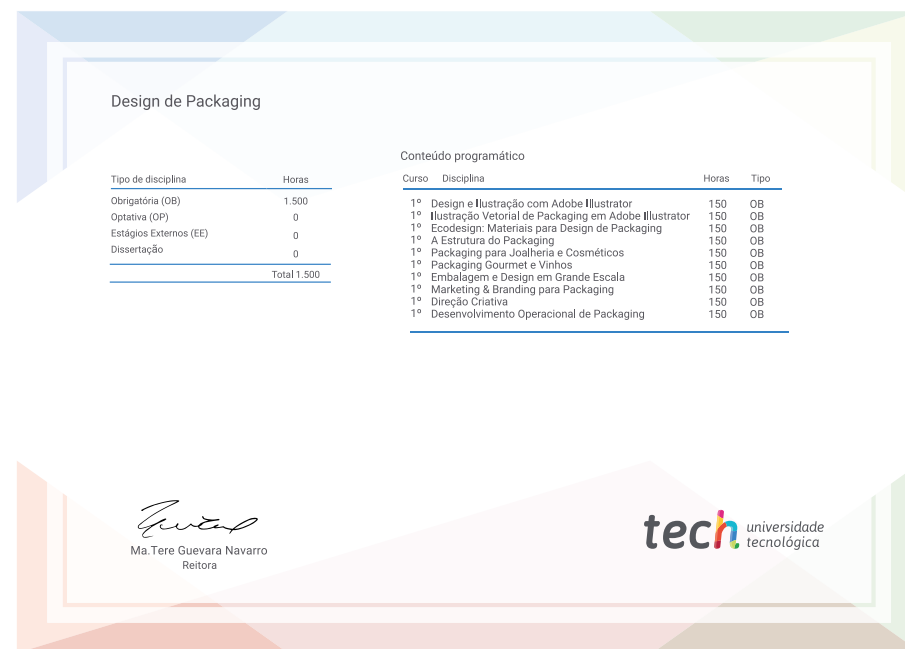 Design de Packaging
Tipo de disciplina Horas
Obrigatória (OB) 1.500
Optativa (OP) 0
Estágios Externos (EE) 0
Dissertação 0
Total 1.500
Conteúdo programático
Curso Disciplina Horas Tipo
1º Design e Ilustração com Adobe Illustrator 150 OB
1º Ilustração Vetorial de Packaging em Adobe Illustrator 150 OB
1º Ecodesign: Materiais para Design de Packaging 150 OB
1º A Estrutura do Packaging 150 OB
1º Packaging para Joalheria e Cosméticos 150 OB
1º Packaging Gourmet e Vinhos 150 OB
1º Embalagem e Design em Grande Escala 150 OB
1º Marketing & Branding para Packaging 150 OB
1º Direção Criativa 150 OB
1º Desenvolvimento Operacional de Packaging 150 OB
Ma.Tere Guevara Navarro
Reitora
tech universidade
tecnológica